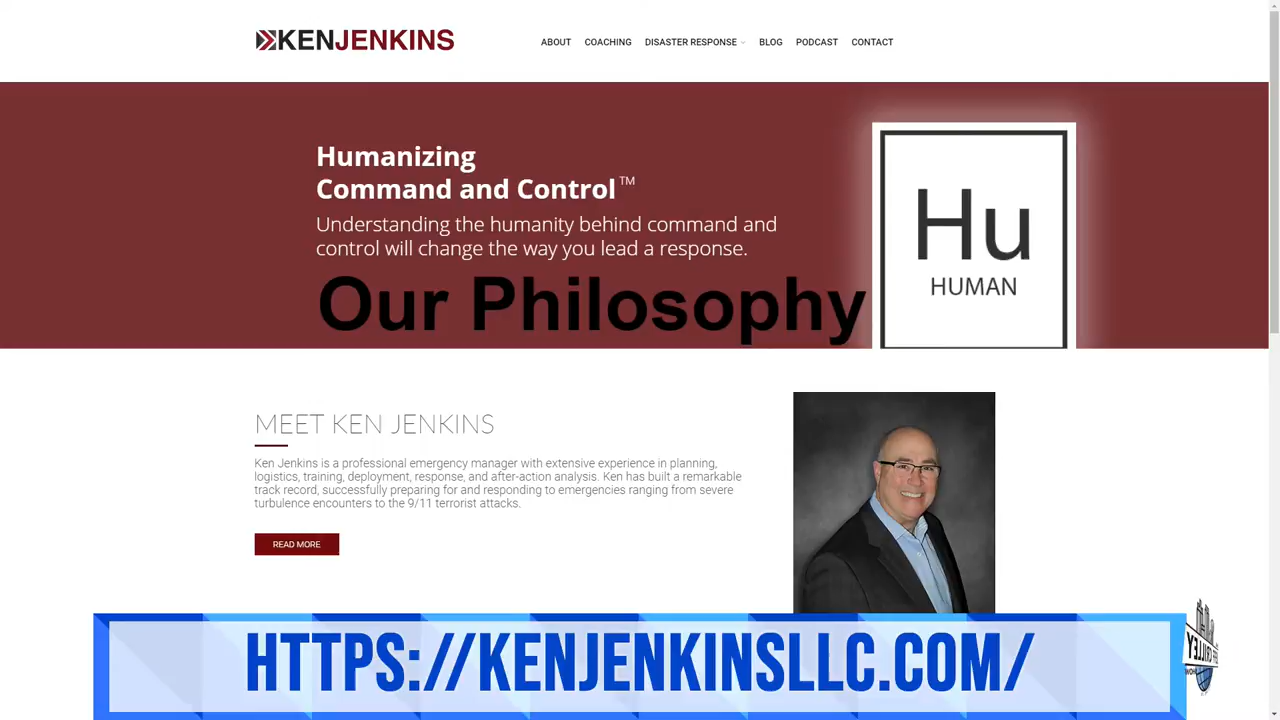 KENJENKINS
ABOUT COACHING DISASTER RESPONSE BLOG PODCAST CONTACT
Humanizing
Command and Control™
Understanding the humanity behind command and
control will change the way you lead a response.
Our Philosophy
Hu
HUMAN
MEET KEN JENKINS
Ken Jenkins is a professional emergency manager with extensive experience in planning,
logistics, training, deployment, response, and after-action analysis. Ken has built a remarkable
track record, successfully preparing for and responding to emergencies ranging from severe
turbulence encounters to the 9/11 terrorist attacks.
READ MORE
HTTPS://KENJENKINSLLC.COM/